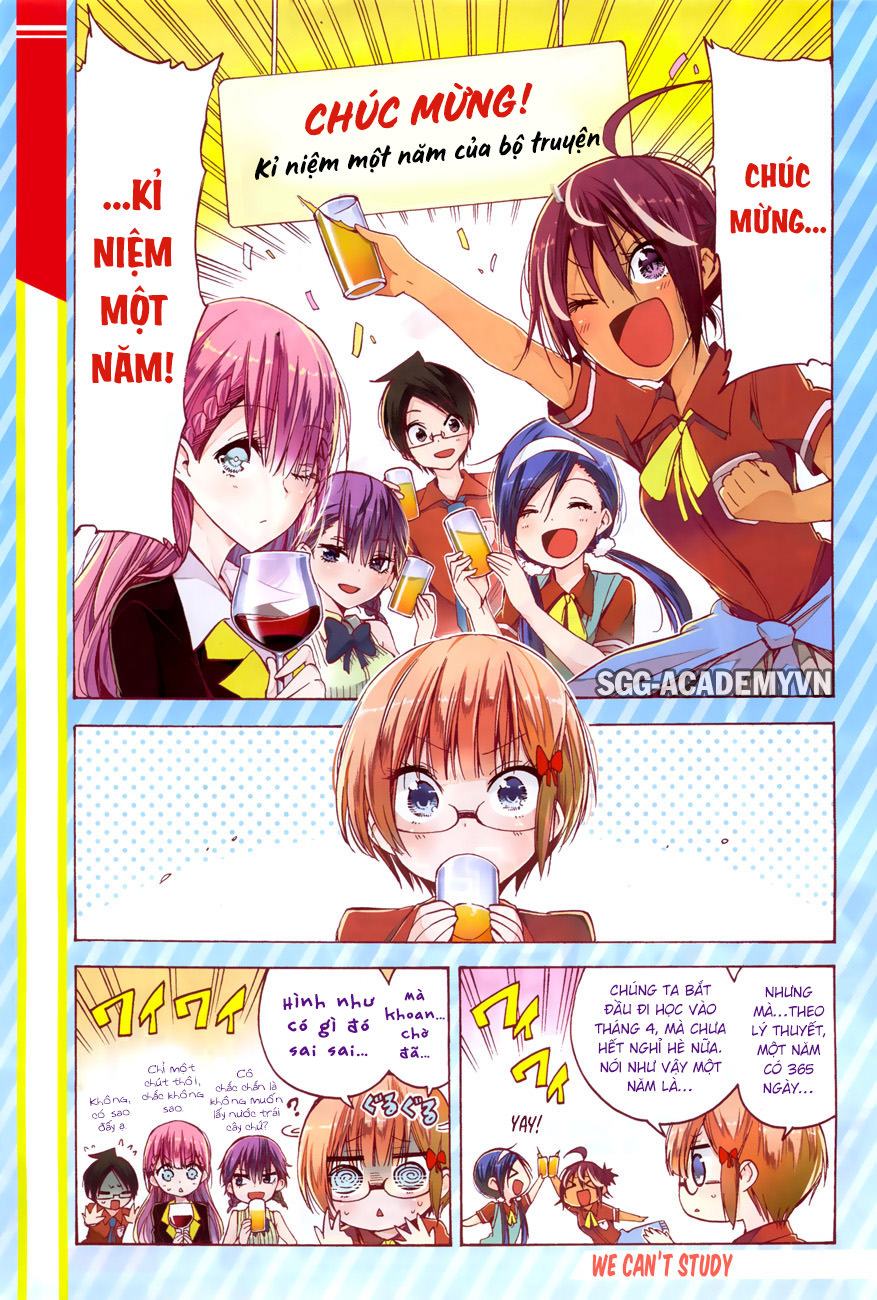 CHÚC MỪNG!
Kỉ niệm một năm của bộ truyện
CHÚC
MỪNG...
...KỈ
NIỆM
MỘT
NĂM!
SGG-ACADEMYVN
NHƯNG
MÀ...THEO
LÝ THUYẾT,
MỘT NĂM
CÓ 365
NGÀY...
CHÚNG TA BẮT
ĐẦU ĐI HỌC VÀO
THÁNG 4, MÀ CHƯA
HẾT NGHỈ HÈ NỮA.
NÓI NHƯ VẬY MỘT
NĂM LÀ...
ワイワイ
YAY!
mà
khoan...
chờ
đã...
Hình như
có gì đó
sai sai...
ワイワイ
ぐるぐる
?
Cô
chắc chắn là
không muốn
lấy nước trái
cây chứ?
Chỉ một
chút thôi,
chắc không
sao.
Không,
có sao
đấy ạ.
WE CAN'T STUDY